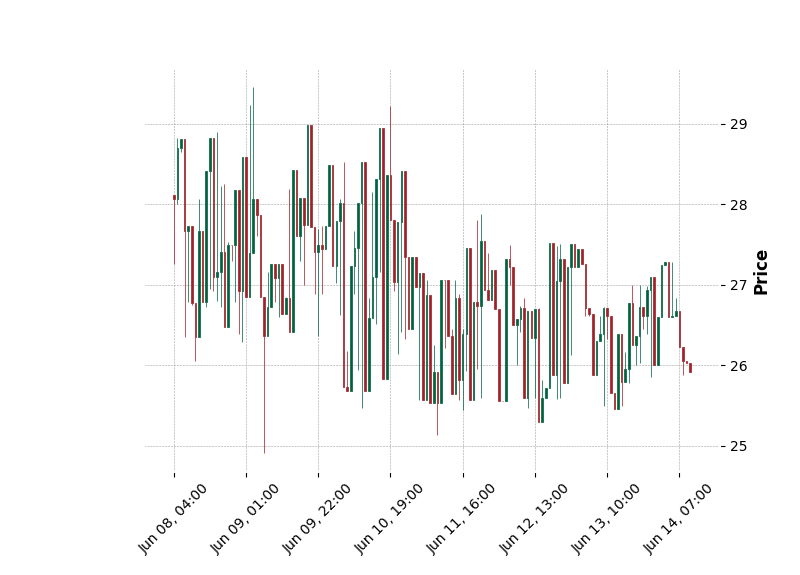 29
28
27
26
25
Price
Jun 08, 04:00
Jun 09, 01:00
Jun 09, 22:00
Jun 10, 19:00
Jun 11, 16:00
Jun 12, 13:00
Jun 13, 10:00
Jun 14, 07:00